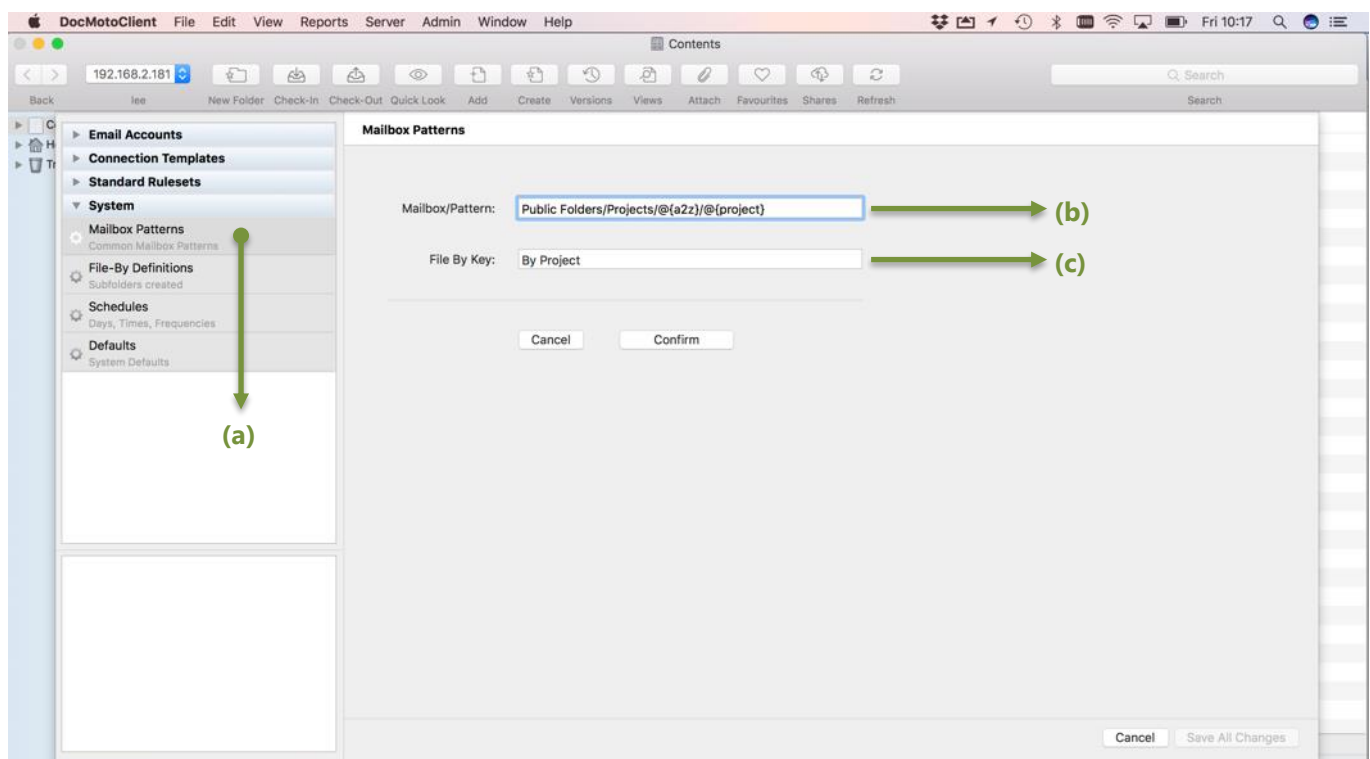 DocMotoClient File Edit View Reports Server Admin Window Help Fri 10:17
Contents
192.168.2.181 Search
Back lee New Folder Check-In Check-Out Quick Look Add Create Versions Views Attach Favourites Shares Refresh Search
C
H
Tr
Email Accounts
Connection Templates
Standard Rulesets
System
Mailbox Patterns
Common Mailbox Patterns
File-By Definitions
Subfolders created
Schedules
Days, Times, Frequencies
Defaults
System Defaults
(a)
Mailbox Patterns
Mailbox/Pattern: Public Folders/Projects/@{a2z}/@{project} (b)
File By Key: By Project (c)
Cancel Confirm
Cancel Save All Changes